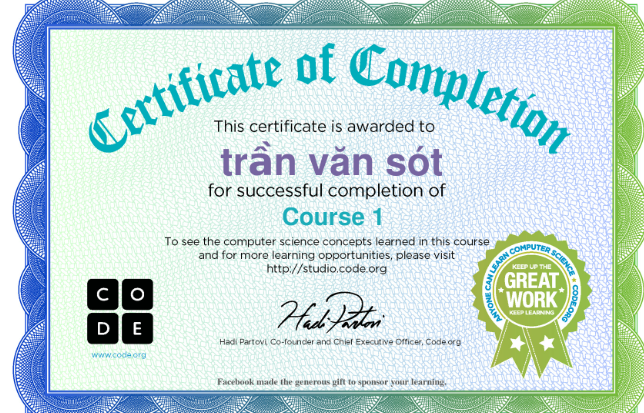 Certificate of Completion
This certificate is awarded to
trần văn sót
for successful completion of
Course 1
To see the computer science concepts learned in this course
and for more learning opportunities, please visit
http://studio.code.org
C O
D E
www.code.org
Hadi Partovi
Hadi Partovi, Co-founder and Chief Executive Officer, Code.org
ANYONE CAN LEARN COMPUTER SCIENCE • CODE.ORG
KEEP UP THE
GREAT
WORK
KEEP LEARNING
Facebook made the generous gift to sponsor your learning.